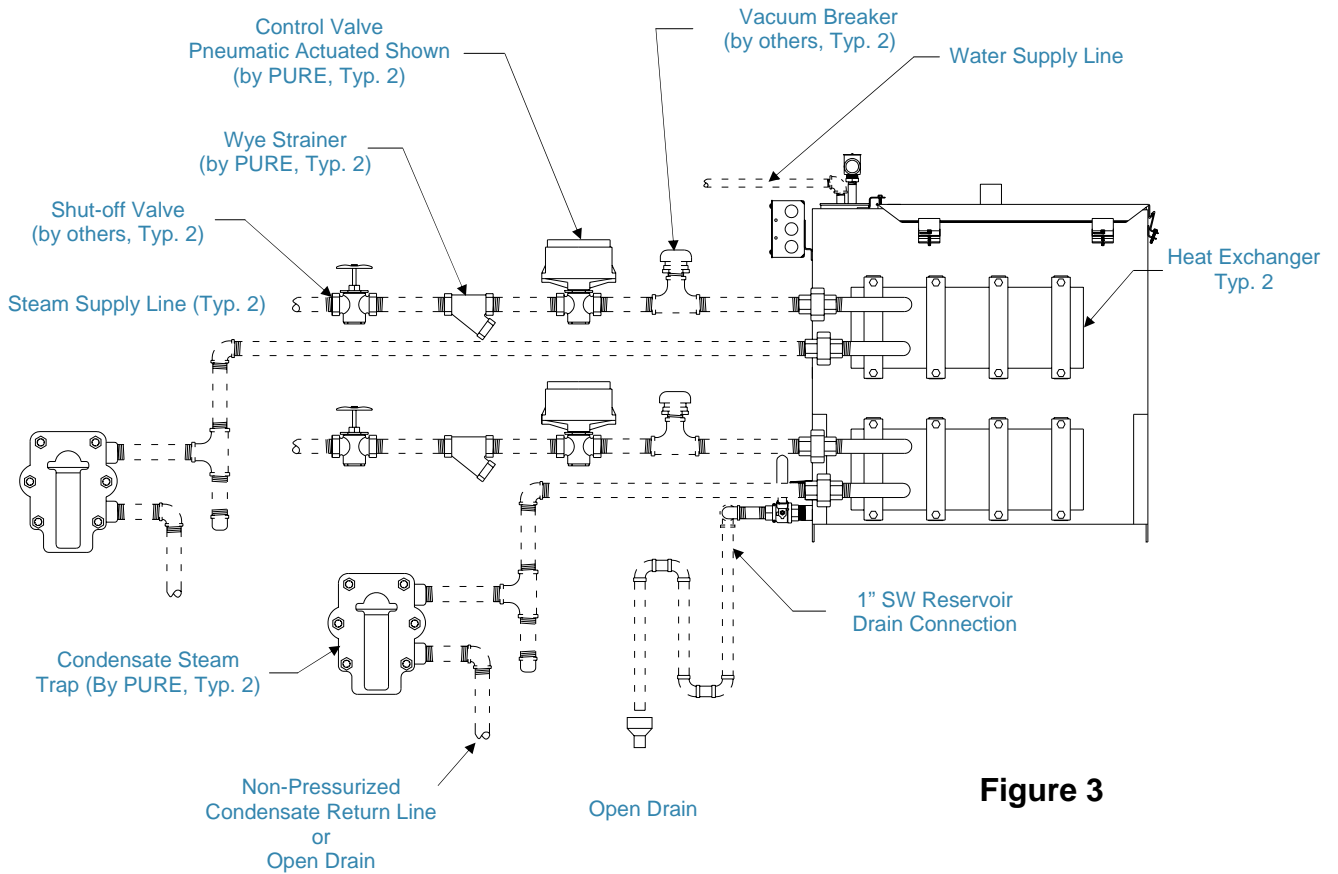 Control Valve
Pneumatic Actuated Shown
(by PURE, Typ. 2)
Vacuum Breaker
(by others, Typ. 2)
Water Supply Line
Wye Strainer
(by PURE, Typ. 2)
Shut-off Valve
(by others, Typ. 2)
Heat Exchanger
Typ. 2
Steam Supply Line (Typ. 2)
1” SW Reservoir
Drain Connection
Condensate Steam
Trap (By PURE, Typ. 2)
Non-Pressurized
Condensate Return Line
or
Open Drain
Open Drain
Figure 3